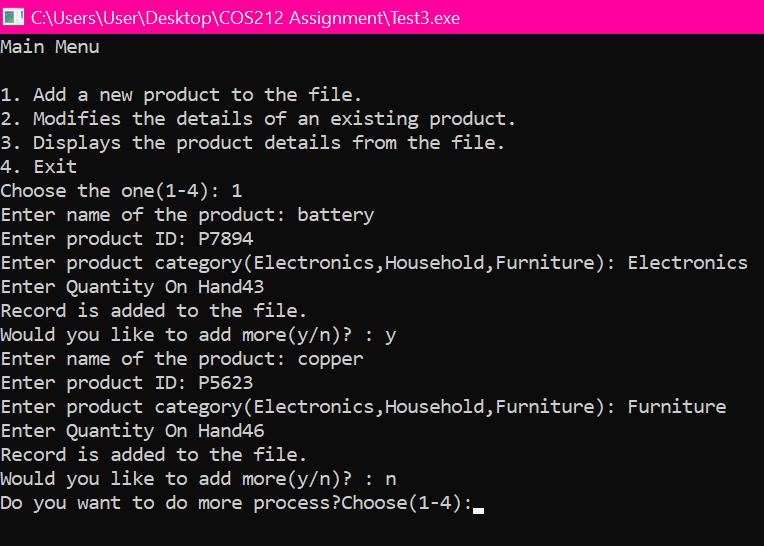 C:\Users\User\Desktop\COS212 Assignment\Test3.exe
Main Menu
1. Add a new product to the file.
2. Modifies the details of an existing product.
3. Displays the product details from the file.
4. Exit
Choose the one(1-4): 1
Enter name of the product: battery
Enter product ID: P7894
Enter product category(Electronics,Household,Furniture): Electronics
Enter Quantity On Hand43
Record is added to the file.
Would you like to add more(y/n)? : y
Enter name of the product: copper
Enter product ID: P5623
Enter product category(Electronics,Household,Furniture): Furniture
Enter Quantity On Hand46
Record is added to the file.
Would you like to add more(y/n)? : n
Do you want to do more process?Choose(1-4):